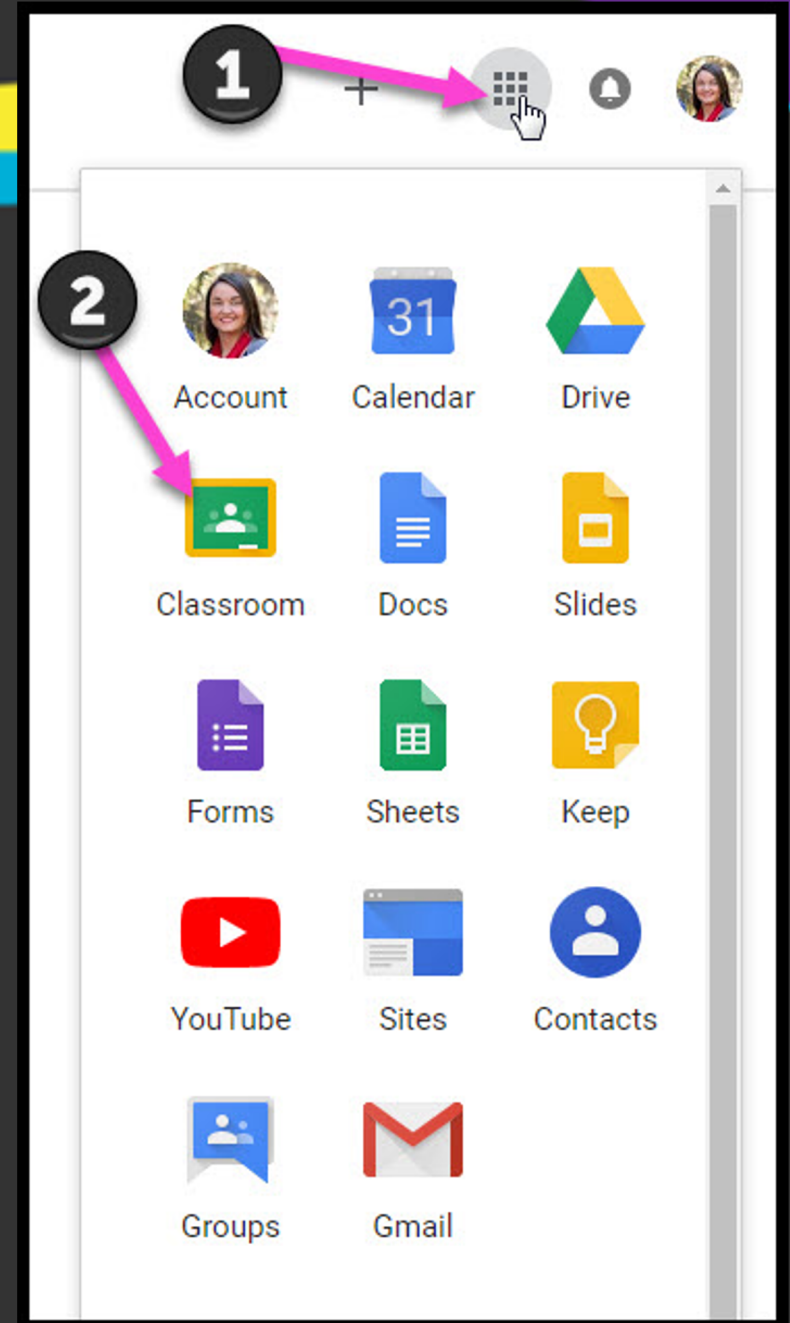 1
2
31
Account Calendar Drive
Classroom Docs Slides
Forms Sheets Keep
YouTube Sites Contacts
Groups Gmail